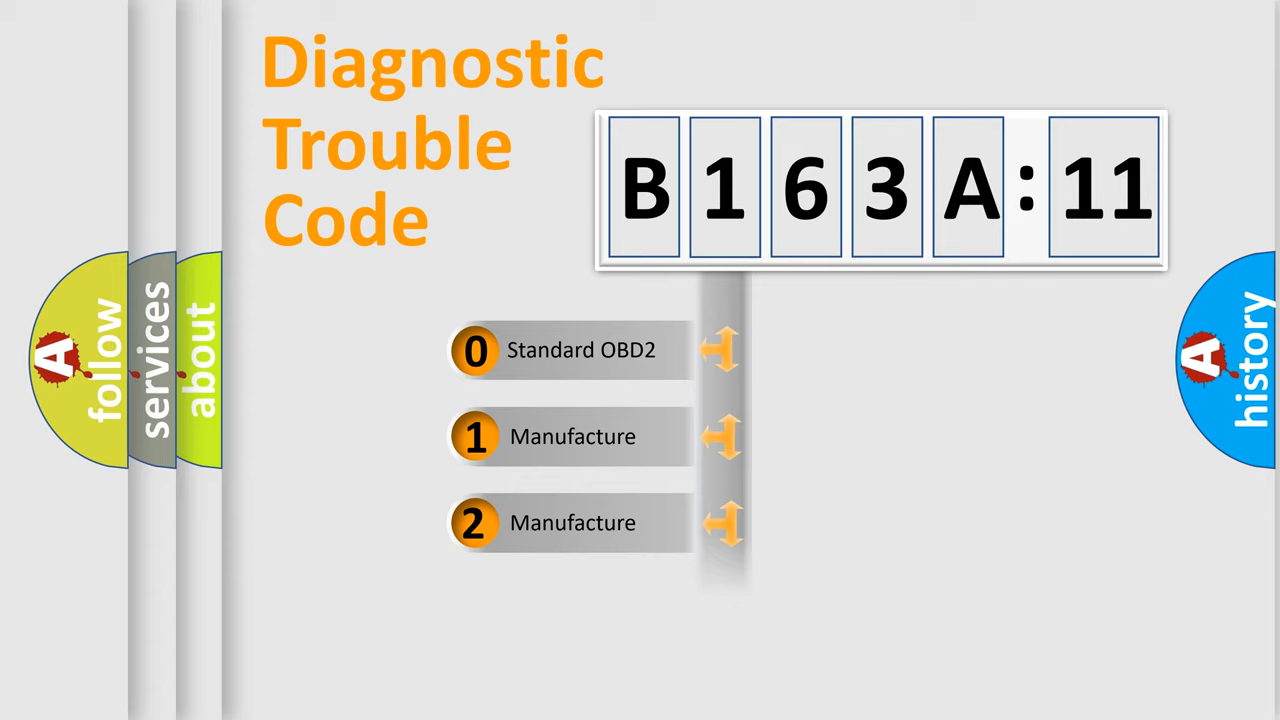 Diagnostic
Trouble
Code
B 1 6 3 A : 11
0 Standard OBD2
1 Manufacture
2 Manufacture
A follow
services
about
A history